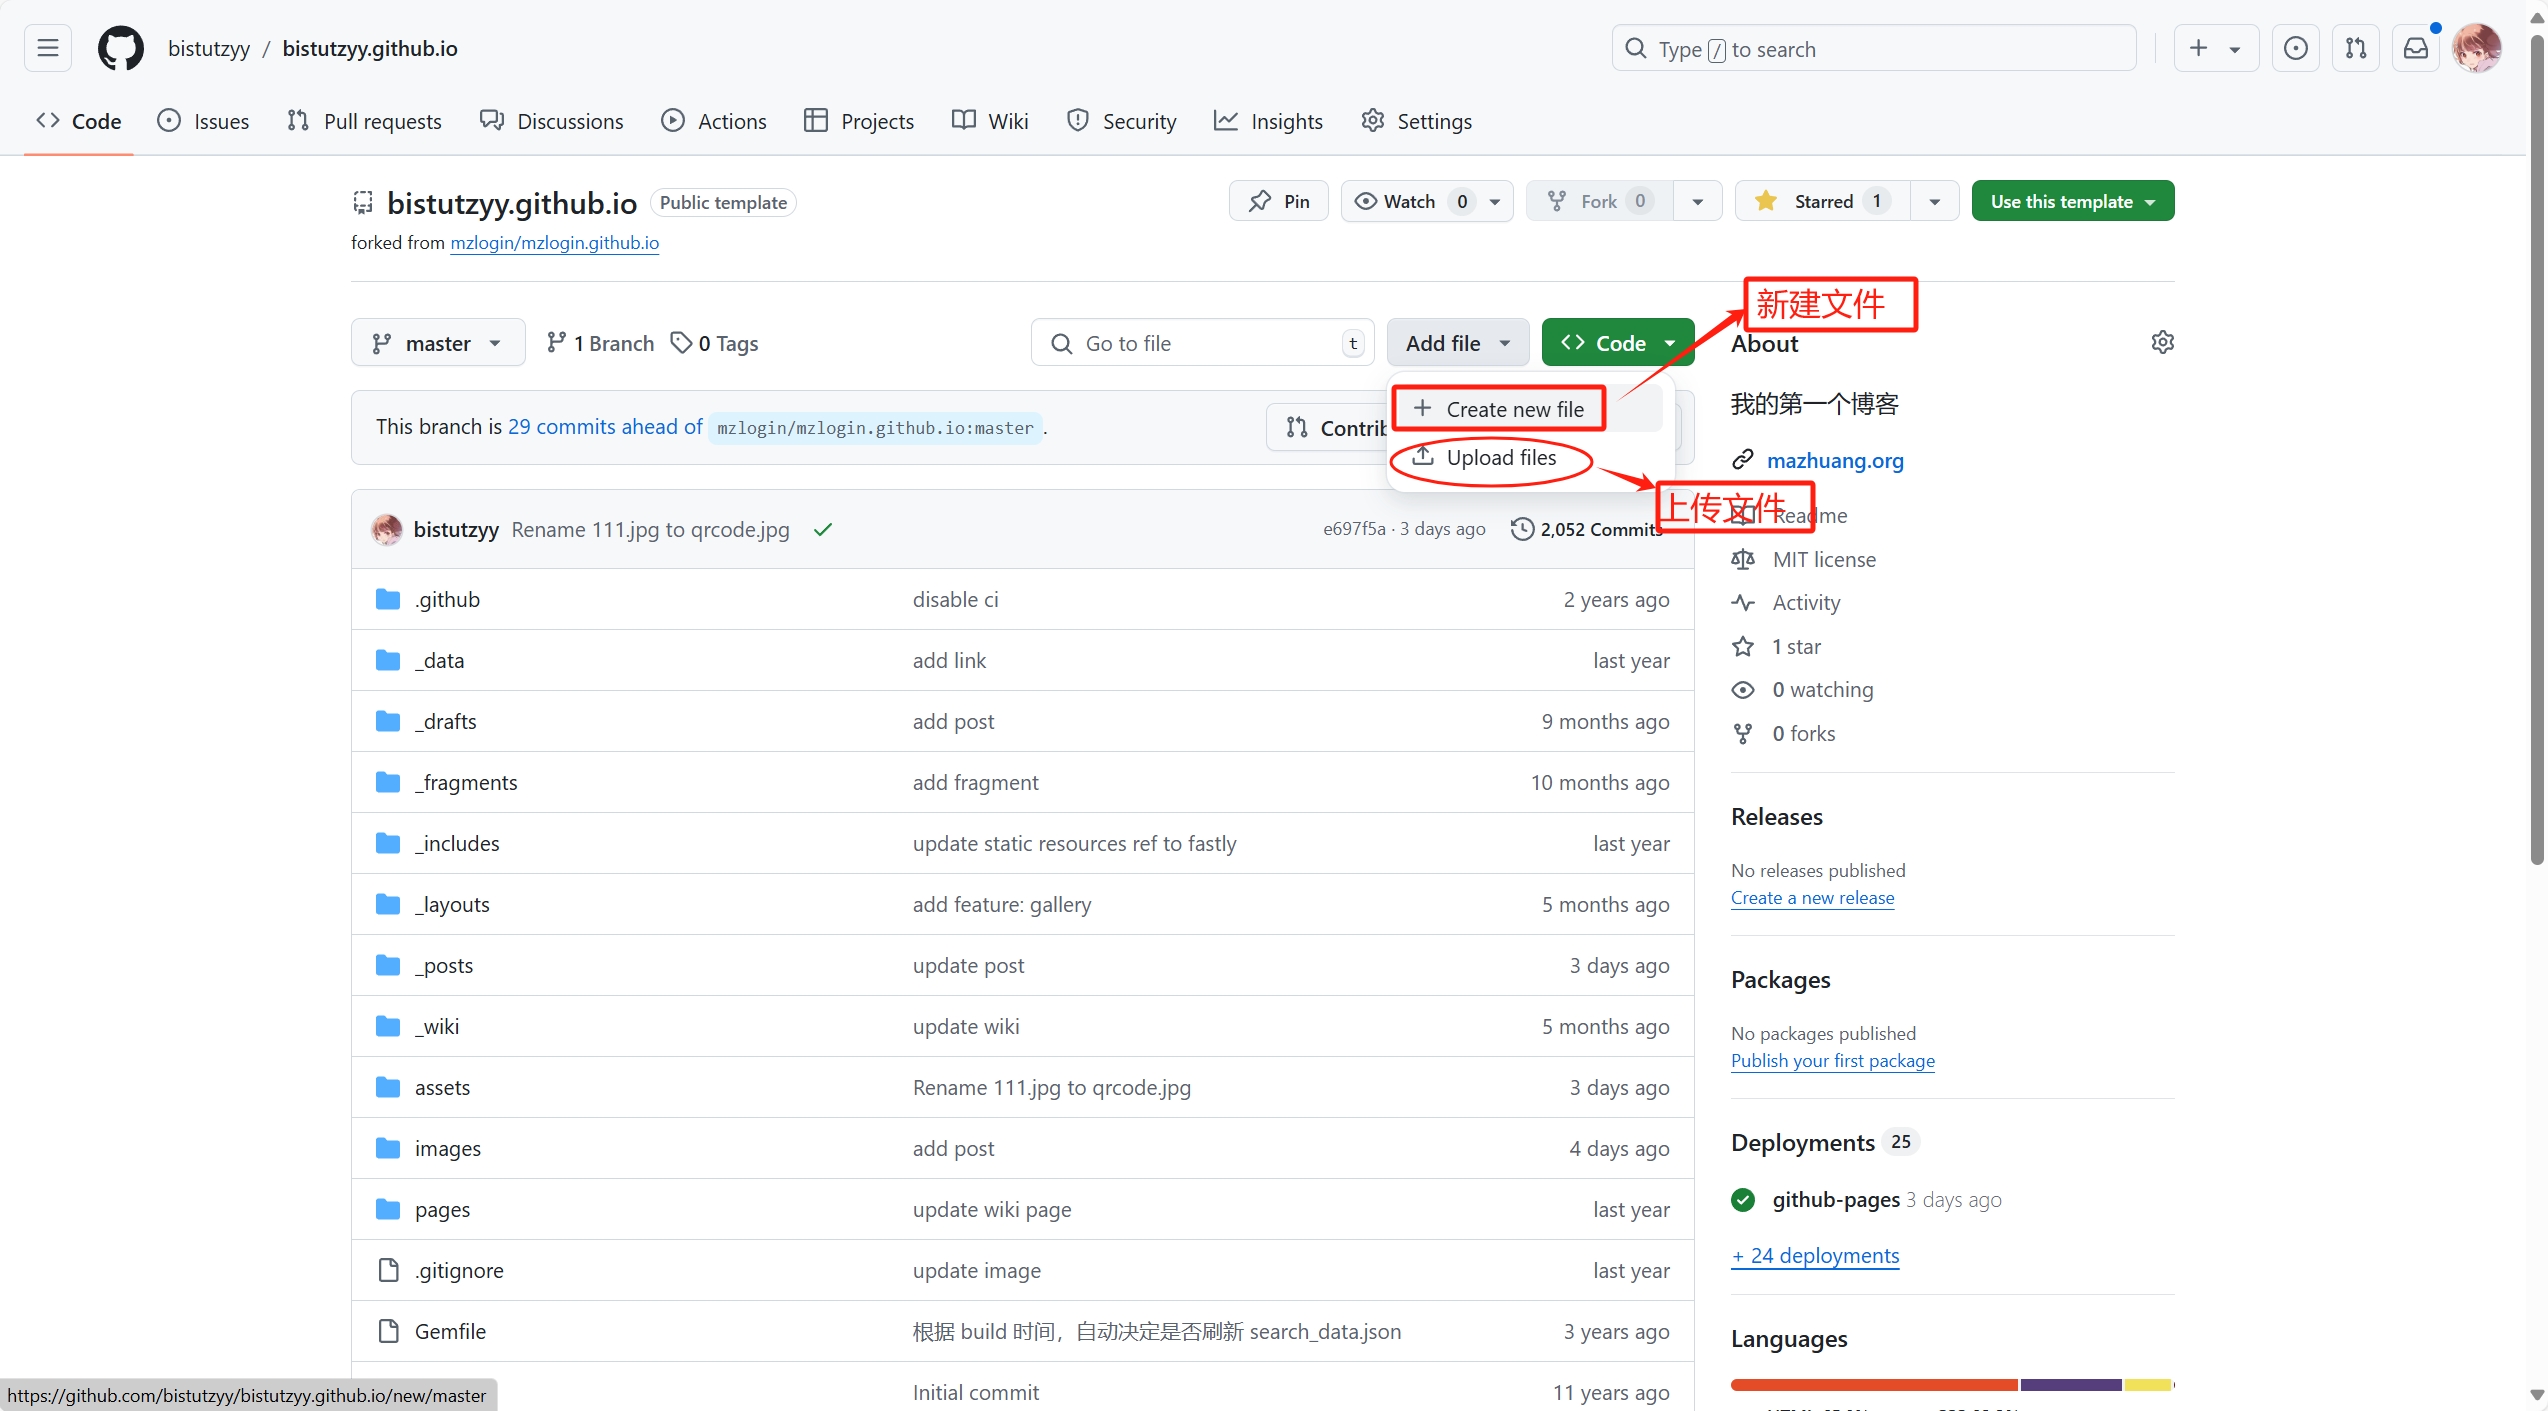 bistutzyy / bistutzyy.github.io
Type / to search
Code
Issues
Pull requests
Discussions
Actions
Projects
Wiki
Security
Insights
Settings
bistutzyy.github.io Public template
Pin
Watch 0
Fork 0
Starred 1
Use this template
forked from mzlogin/mzlogin.github.io
新建文件
master
1 Branch
0 Tags
Go to file t
Add file
Code
Create new file
Upload files
上传文件
This branch is 29 commits ahead of mzlogin/mzlogin.github.io:master .
Contrib
bistutzyy Rename 111.jpg to qrcode.jpg
e697f5a · 3 days ago
2,052 Commits
.github disable ci 2 years ago
_data add link last year
_drafts add post 9 months ago
_fragments add fragment 10 months ago
_includes update static resources ref to fastly last year
_layouts add feature: gallery 5 months ago
_posts update post 3 days ago
_wiki update wiki 5 months ago
assets Rename 111.jpg to qrcode.jpg 3 days ago
images add post 4 days ago
pages update wiki page last year
.gitignore update image last year
Gemfile 根据 build 时间，自动决定是否刷新 search_data.json 3 years ago
Initial commit 11 years ago
About
我的第一个博客
mazhuang.org
Readme
MIT license
Activity
1 star
0 watching
0 forks
Releases
No releases published
Create a new release
Packages
No packages published
Publish your first package
Deployments 25
github-pages 3 days ago
+ 24 deployments
Languages
https://github.com/bistutzyy/bistutzyy.github.io/new/master